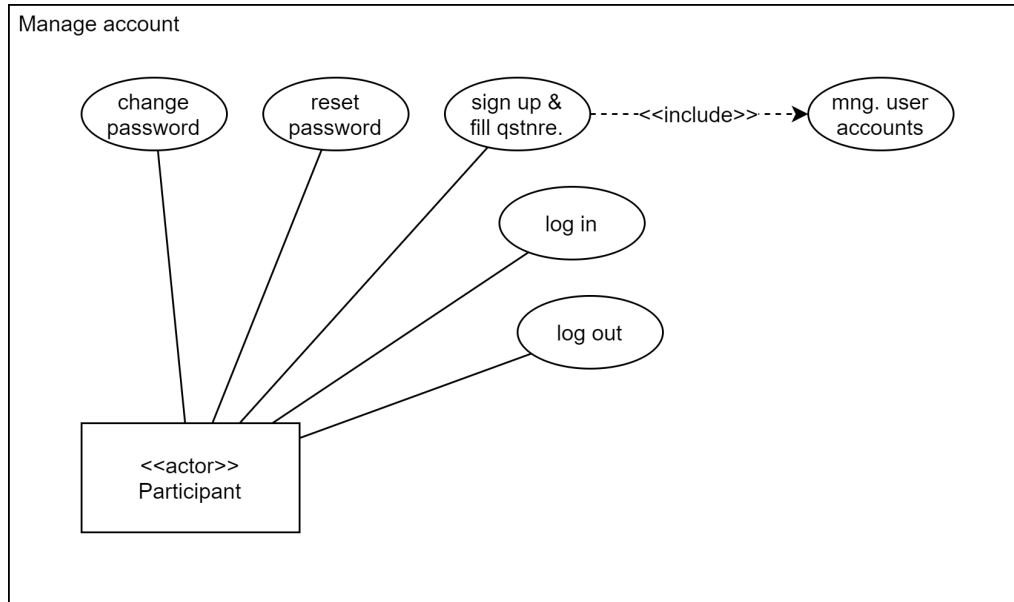 Manage account
change
password
reset
password
sign up &
fill qstnre.
<<include>>
mng. user
accounts
log in
log out
<<actor>>
Participant